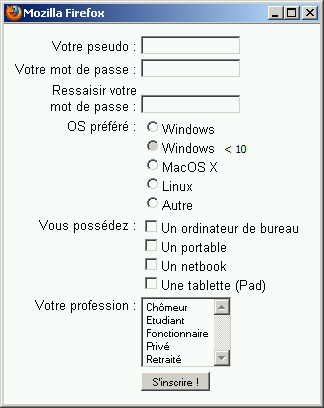 Mozilla Firefox
Votre pseudo :
Votre mot de passe :
Ressaisir votre
mot de passe :
OS préféré :
Windows
Windows < 10
MacOS X
Linux
Autre
Vous possédez :
Un ordinateur de bureau
Un portable
Un netbook
Une tablette (Pad)
Votre profession :
Chômeur
Etudiant
Fonctionnaire
Privé
Retraité
S'inscrire !